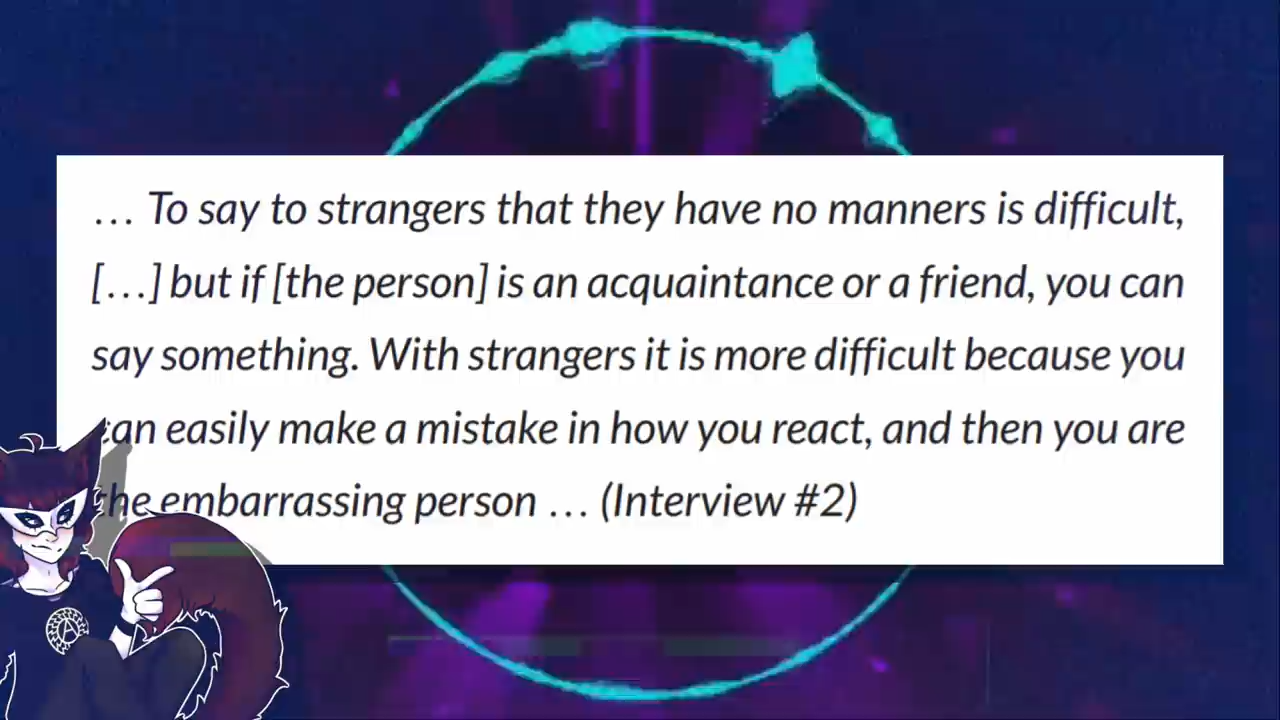 … To say to strangers that they have no manners is difficult,
[…] but if [the person] is an acquaintance or a friend, you can
say something. With strangers it is more difficult because you
can easily make a mistake in how you react, and then you are
the embarrassing person … (Interview #2)